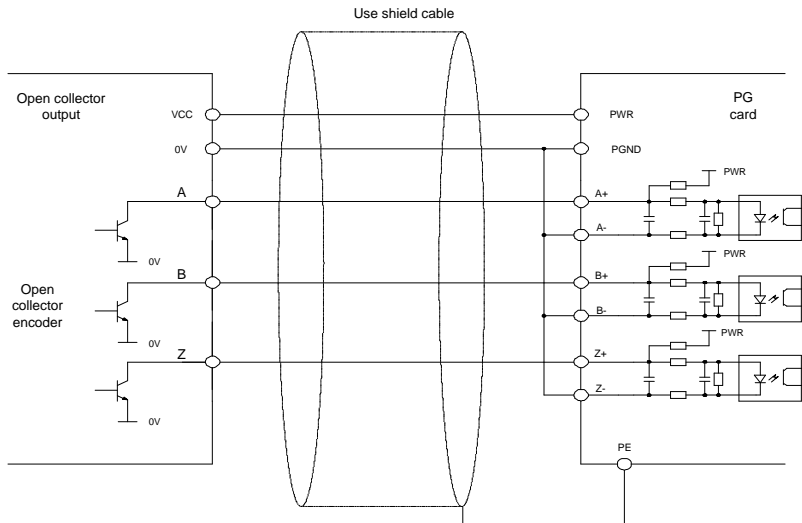 Use shield cable
Open collector
output
VCC
PWR
PG
card
0V
PGND
PWR
A
A+
0V
A-
PWR
B
B+
Open
collector
encoder
0V
B-
PWR
Z
Z+
0V
Z-
PE